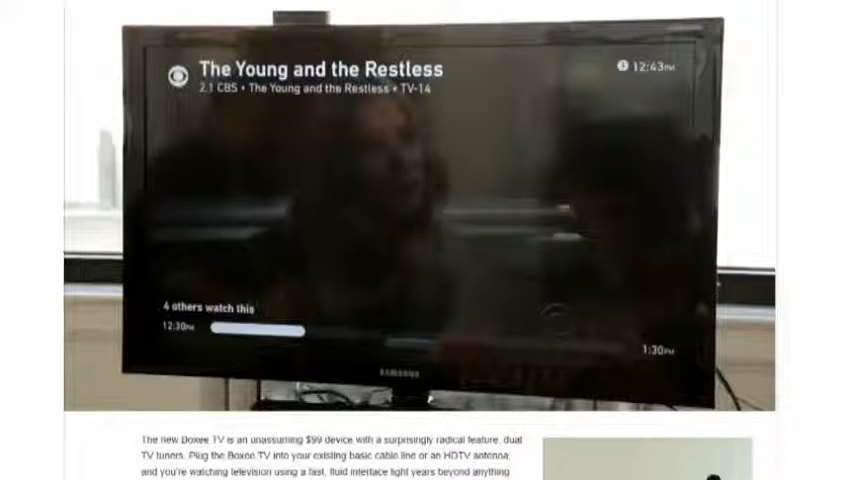 The Young and the Restless
12:43PM
2.1 CBS • The Young and the Restless • TV-14
4 others watch this
12:30PM
1:30PM
SAMSUNG
The new Boxee TV is an unassuming $99 device with a surprisingly radical feature, dual
TV tuners. Plug the Boxee TV into your existing basic cable line or an HDTV antenna,
and you're watching television using a fast, fluid interface light years beyond anything